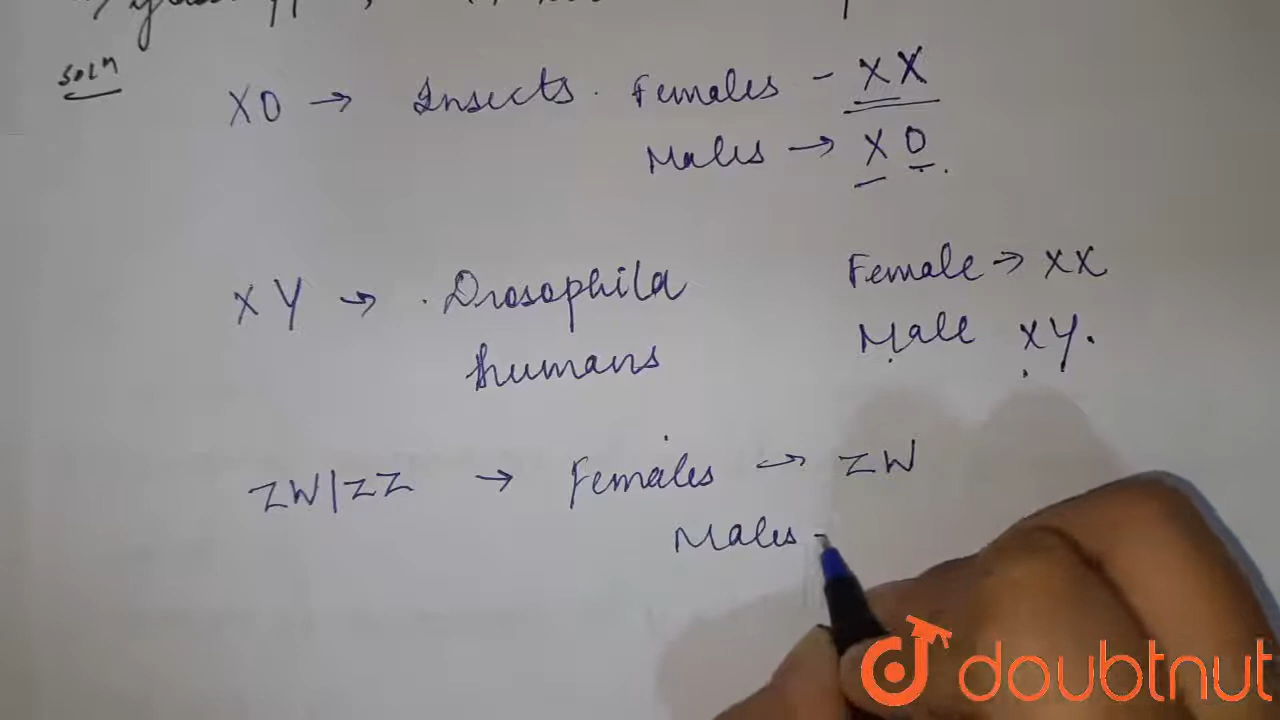 Soln
XO → Insects. Females - XX
Males → XO.
XY → . Drosophila Female → XX
humans Male XY.
ZW|ZZ → Females → ZW
Males -
doubtnut